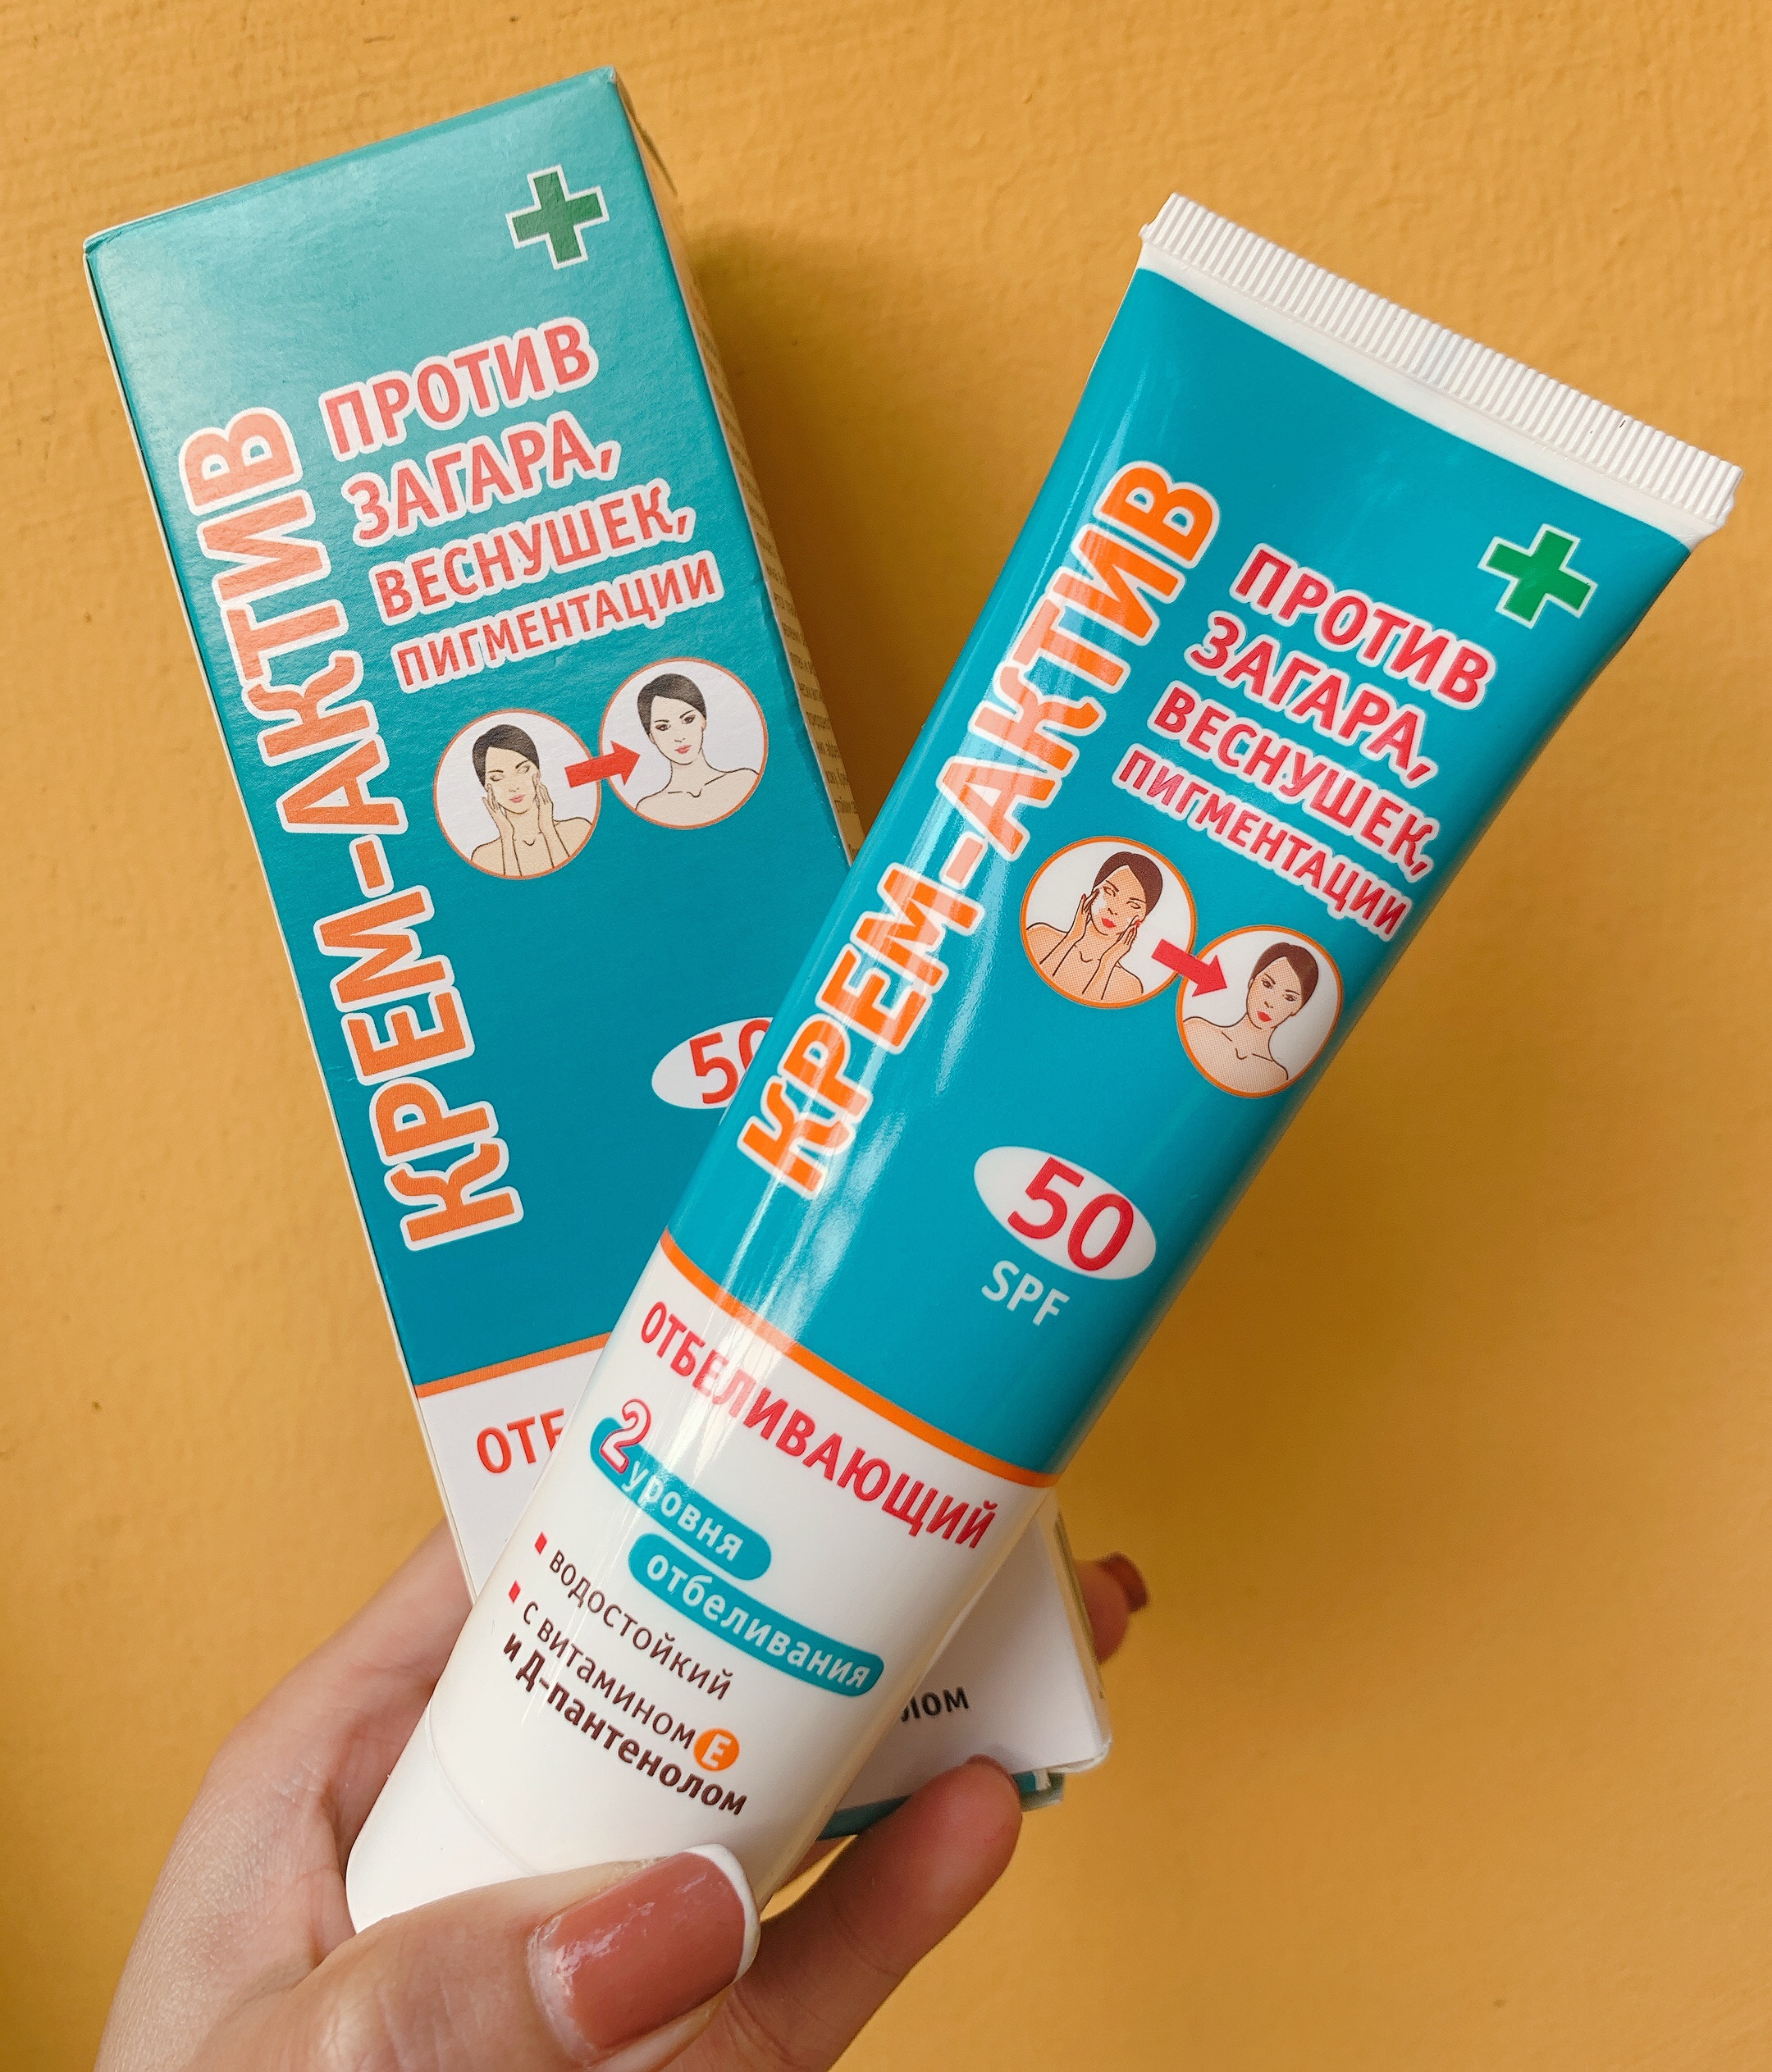 КРЕМ-АКТИВ
ПРОТИВ
ЗАГАРА,
ВЕСНУШЕК,
ПИГМЕНТАЦИИ
КРЕМ-АКТИВ
ПРОТИВ
ЗАГАРА,
ВЕСНУШЕК,
ПИГМЕНТАЦИИ
50
SPF
ОТБЕЛИВАЮЩИЙ
2 уровня
отбеливания
водостойкий
с витамином E
и Д-пантенолом